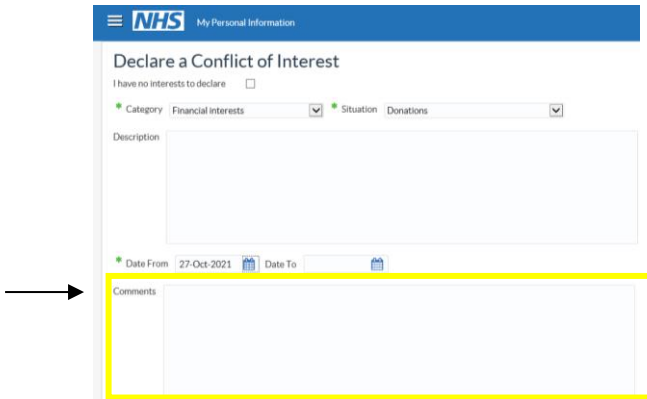 NHS My Personal Information
Declare a Conflict of Interest
I have no interests to declare
* Category Financial interests * Situation Donations
Description
* Date From 27-Oct-2021 Date To
Comments